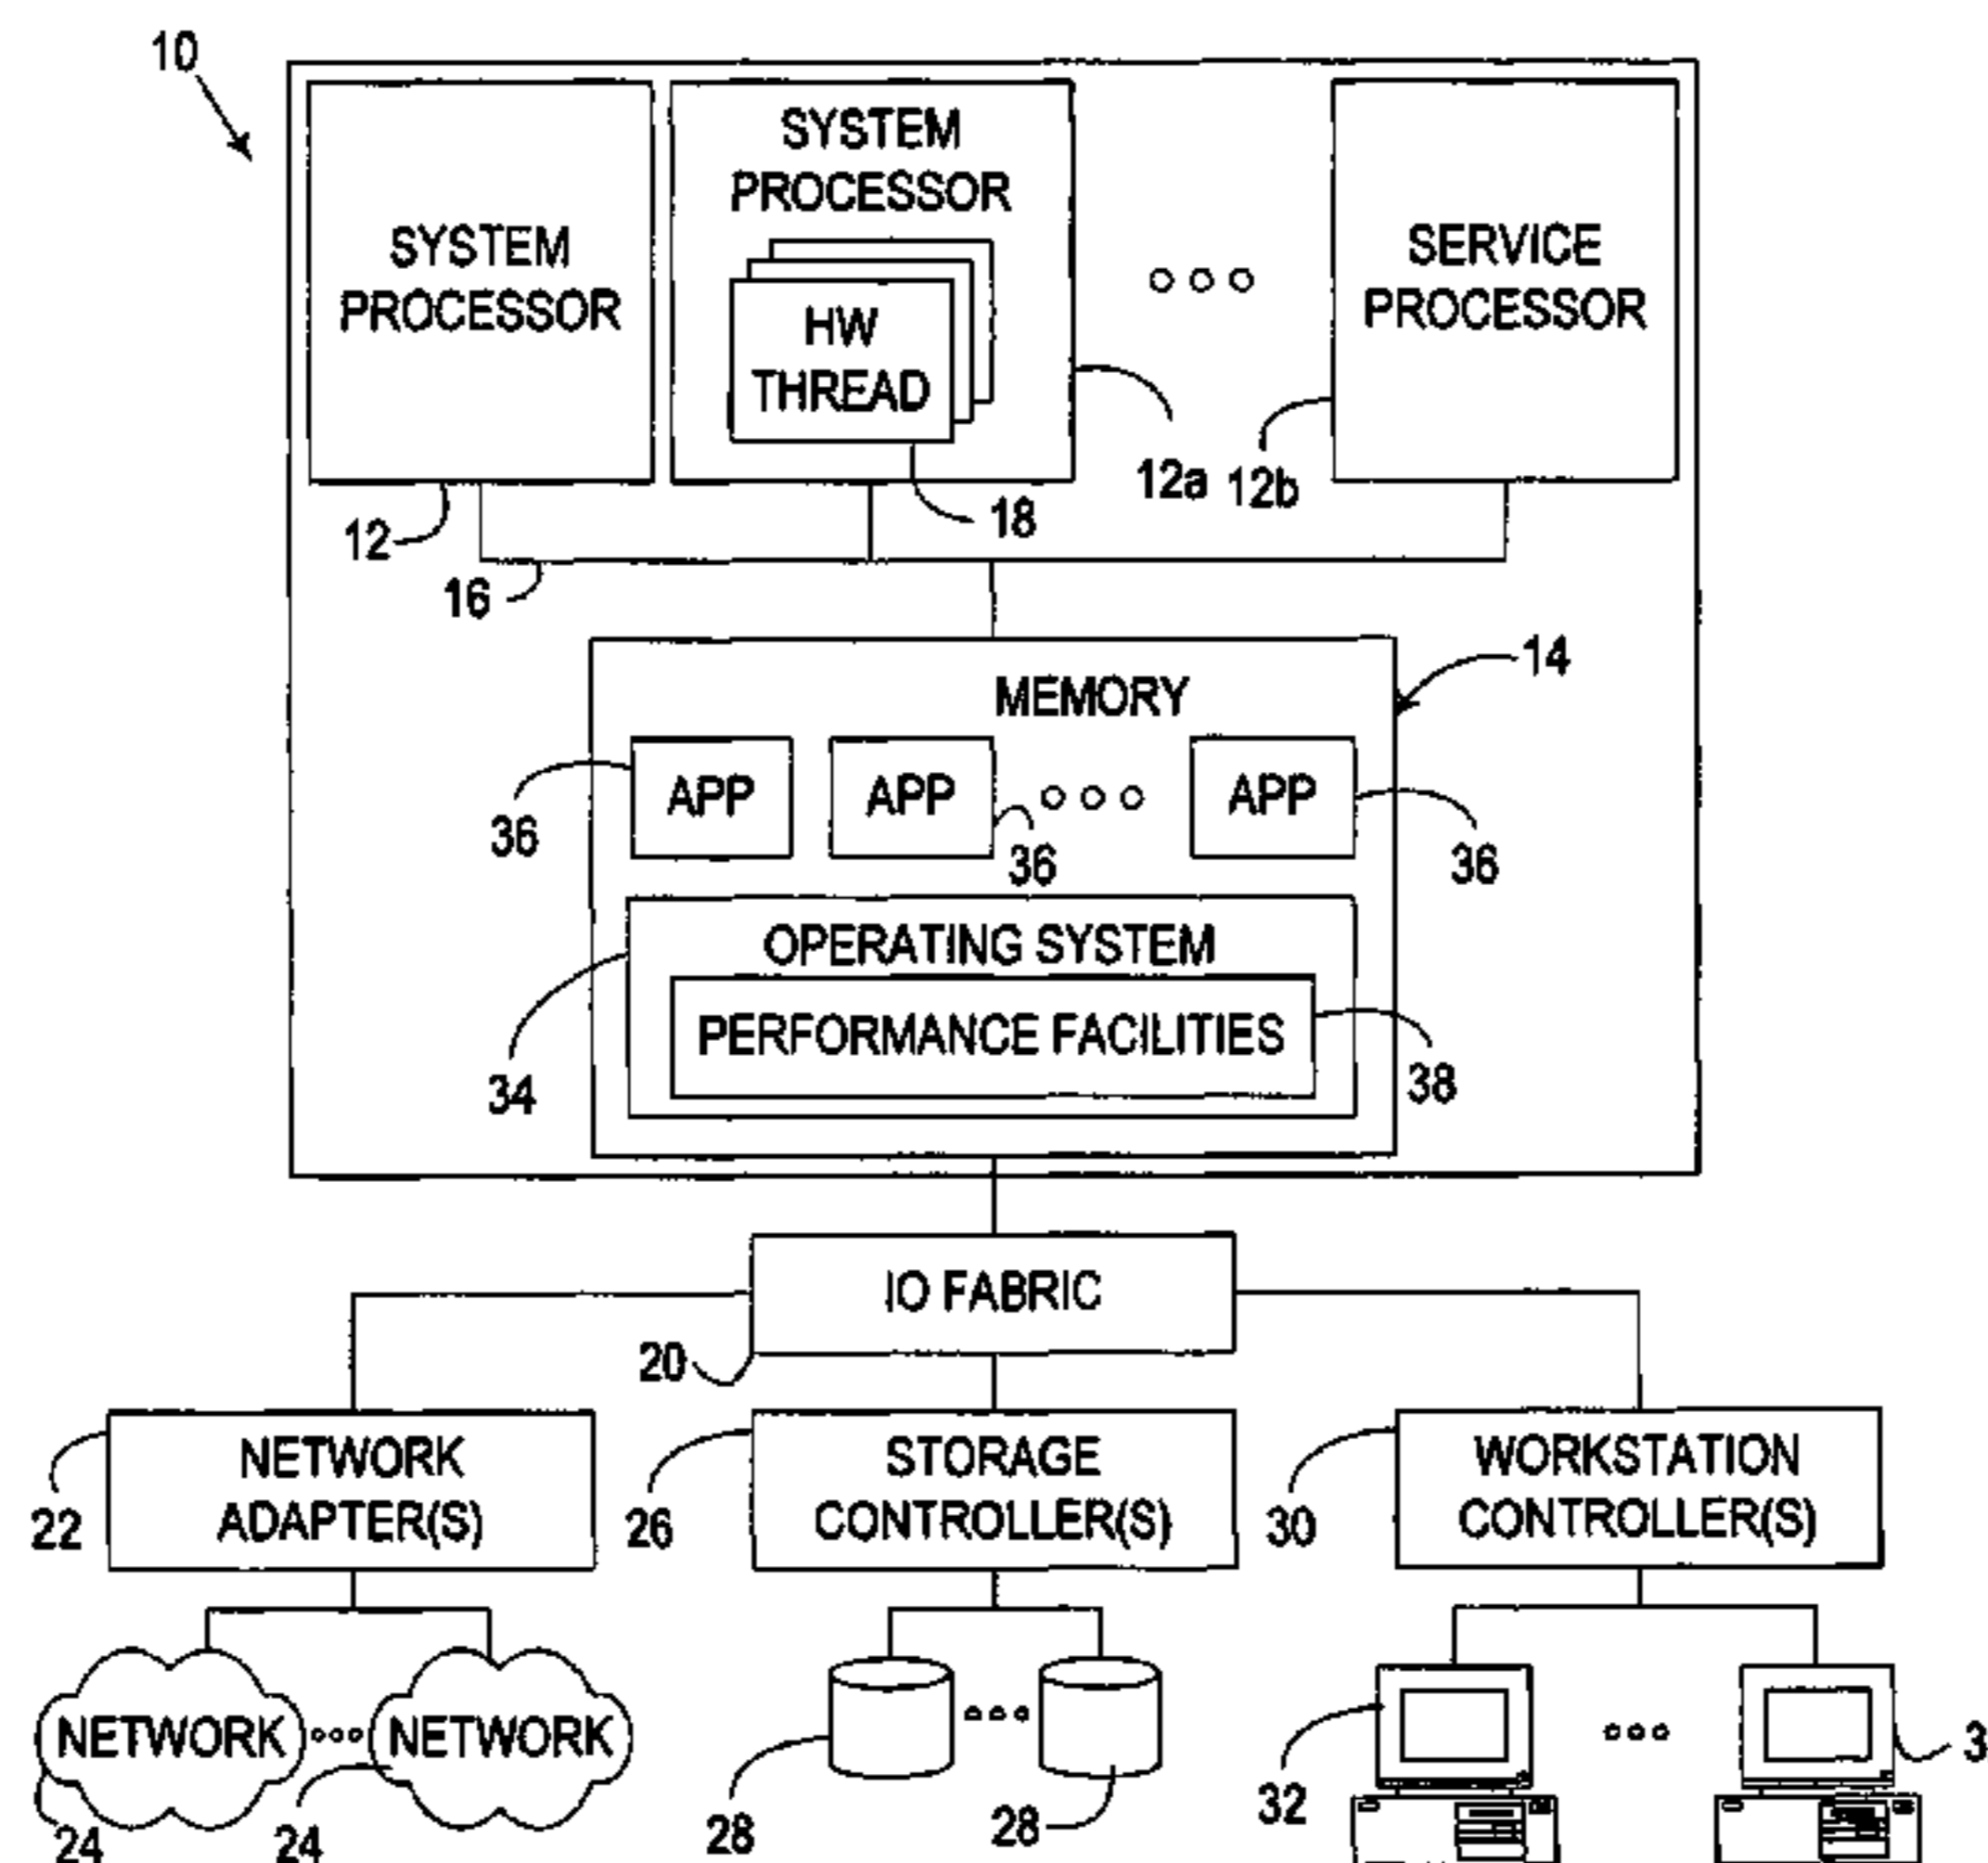 10
SYSTEM
PROCESSOR
SYSTEM
PROCESSOR
HW
THREAD
SERVICE
PROCESSOR
12
16
18
12a
12b
14
MEMORY
APP
APP
APP
36
36
36
OPERATING SYSTEM
PERFORMANCE FACILITIES
34
38
IO FABRIC
20
NETWORK
ADAPTER(S)
22
STORAGE
CONTROLLER(S)
26
WORKSTATION
CONTROLLER(S)
30
NETWORK
NETWORK
24
24
28
28
32
3